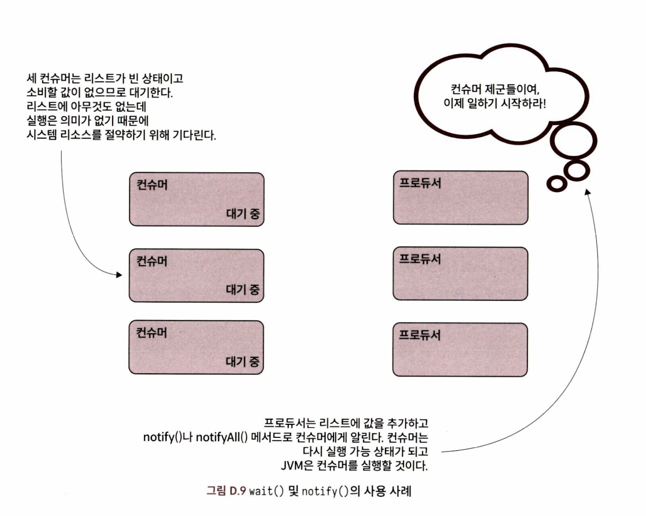 세 컨슈머는 리스트가 빈 상태이고
소비할 값이 없으므로 대기한다.
리스트에 아무것도 없는데
실행은 의미가 없기 때문에
시스템 리소스를 절약하기 위해 기다린다.
컨슈머 제군들이여,
이제 일하기 시작하라!
컨슈머
대기 중
프로듀서
컨슈머
대기 중
프로듀서
컨슈머
대기 중
프로듀서
프로듀서는 리스트에 값을 추가하고
notify()나 notifyAll() 메서드로 컨슈머에게 알린다. 컨슈머는
다시 실행 가능 상태가 되고
JVM은 컨슈머를 실행할 것이다.
그림 D.9 wait() 및 notify()의 사용 사례